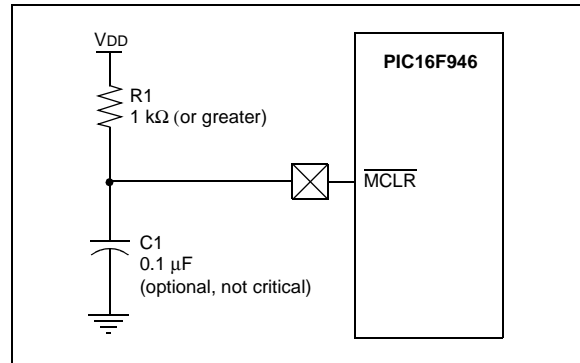 VDD
PIC16F946
R1
1 kΩ (or greater)
MCLR
C1
0.1 μF
(optional, not critical)